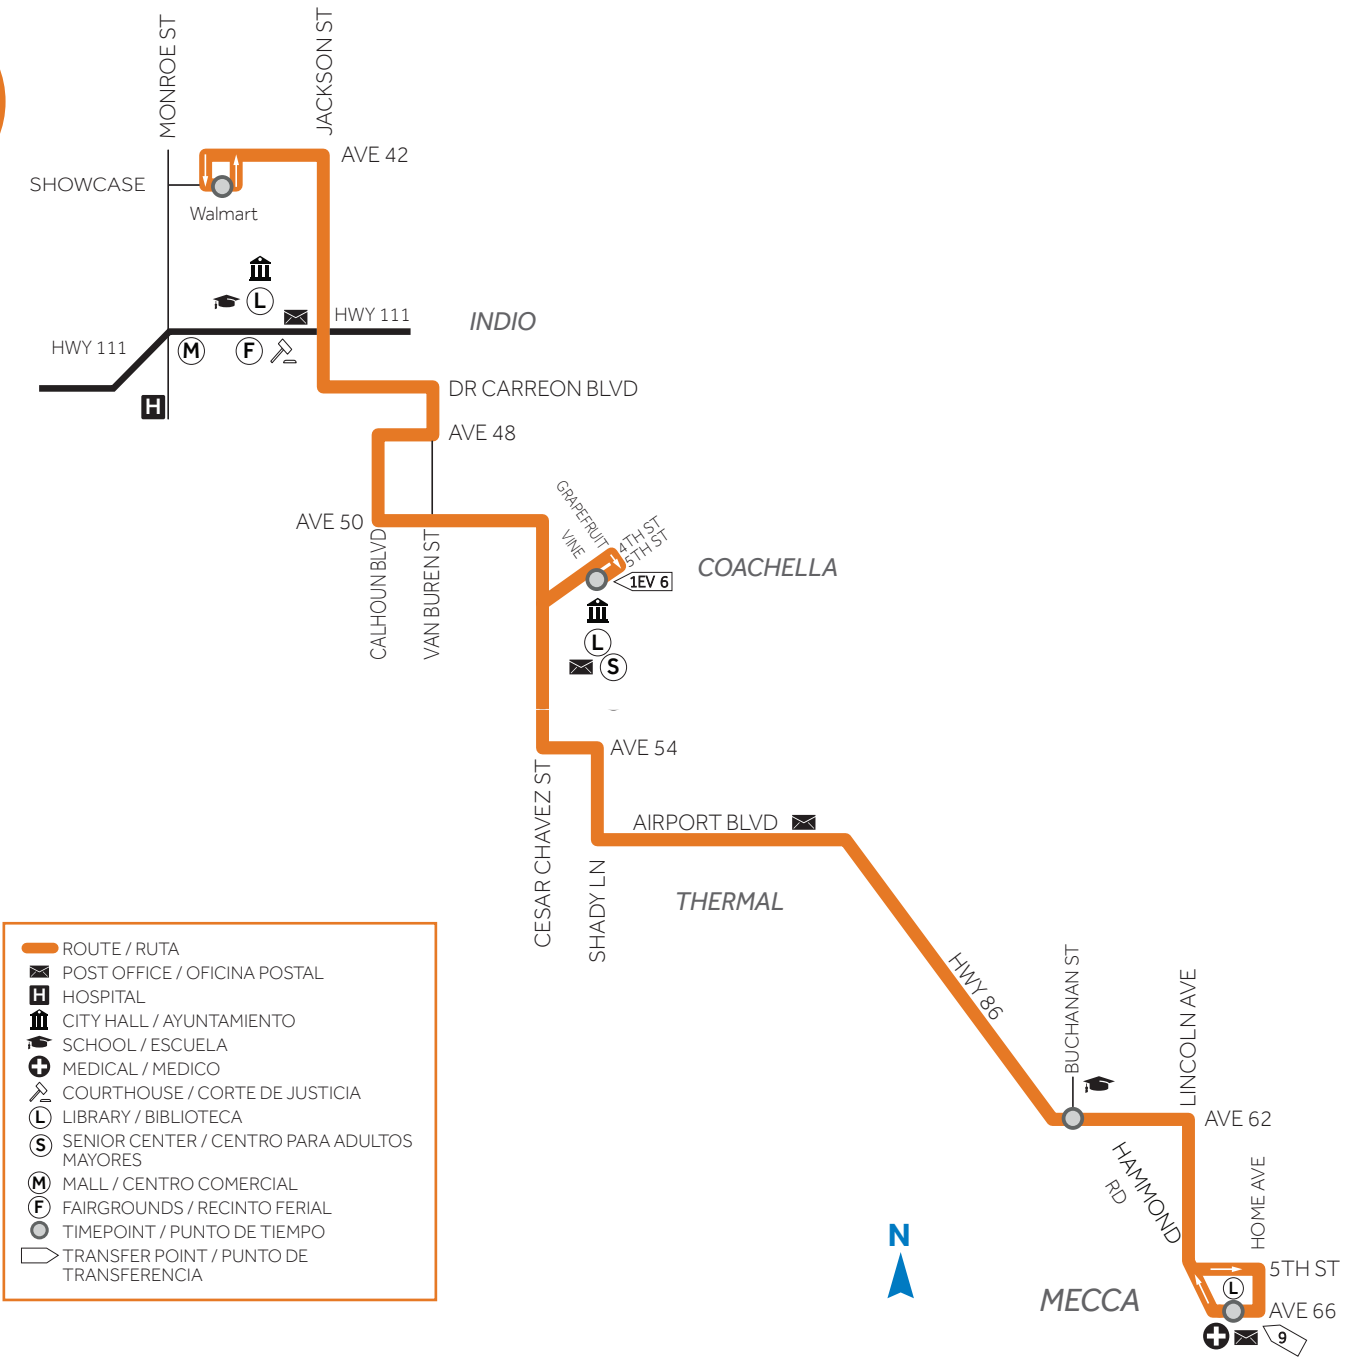 MONROE ST
JACKSON ST
AVE 42
SHOWCASE
Walmart
L
HWY 111
INDIO
HWY 111
M
F
H
DR CARREON BLVD
AVE 48
AVE 50
CALHOUN BLVD
VAN BUREN ST
GRAPEFRUIT
VINE
4TH ST
5TH ST
1EV 6
COACHELLA
L
S
AVE 54
CESAR CHAVEZ ST
SHADY LN
AIRPORT BLVD
THERMAL
HWY 86
BUCHANAN ST
LINCOLN AVE
AVE 62
HAMMOND
RD
HOME AVE
5TH ST
L
AVE 66
9
MECCA
N
ROUTE / RUTA
POST OFFICE / OFICINA POSTAL
H HOSPITAL
CITY HALL / AYUNTAMIENTO
SCHOOL / ESCUELA
MEDICAL / MEDICO
COURTHOUSE / CORTE DE JUSTICIA
L LIBRARY / BIBLIOTECA
S SENIOR CENTER / CENTRO PARA ADULTOS
MAYORES
M MALL / CENTRO COMERCIAL
F FAIRGROUNDS / RECINTO FERIAL
TIMEPOINT / PUNTO DE TIEMPO
TRANSFER POINT / PUNTO DE
TRANSFERENCIA